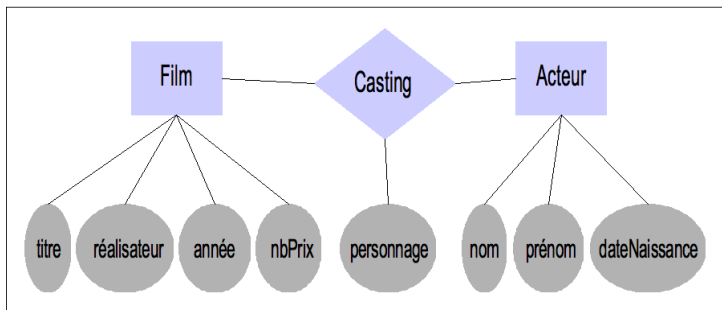 Film
Casting
Acteur
titre
réalisateur
année
nbPrix
personnage
nom
prénom
dateNaissance